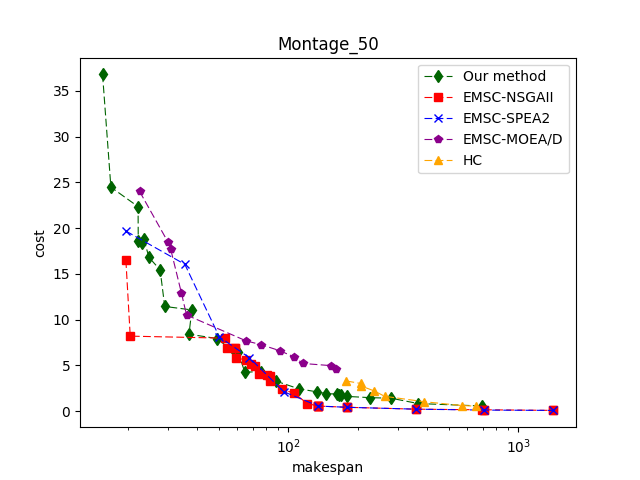 Montage_50
Our method
EMSC-NSGAII
EMSC-SPEA2
EMSC-MOEA/D
HC
cost
35
30
25
20
15
10
5
0
10²
10³
makespan